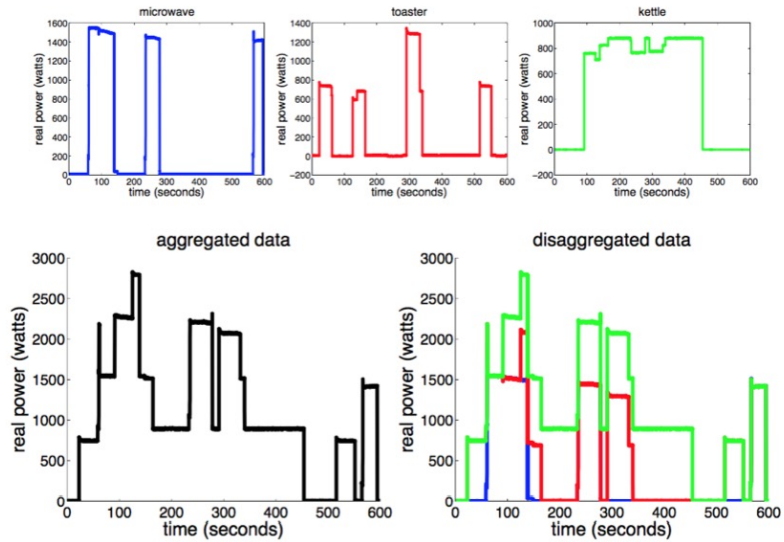 microwave
real power (watts)
1600
1400
1200
1000
800
600
400
200
0
0 100 200 300 400 500 600
time (seconds)
toaster
real power (watts)
1400
1200
1000
800
600
400
200
0
−200
0 100 200 300 400 500 600
time (seconds)
kettle
real power (watts)
1000
800
600
400
200
0
−200
0 100 200 300 400 500 600
time (seconds)
aggregated data
real power (watts)
3000
2500
2000
1500
1000
500
0
0 100 200 300 400 500 600
time (seconds)
disaggregated data
real power (watts)
3000
2500
2000
1500
1000
500
0
0 100 200 300 400 500 600
time (seconds)